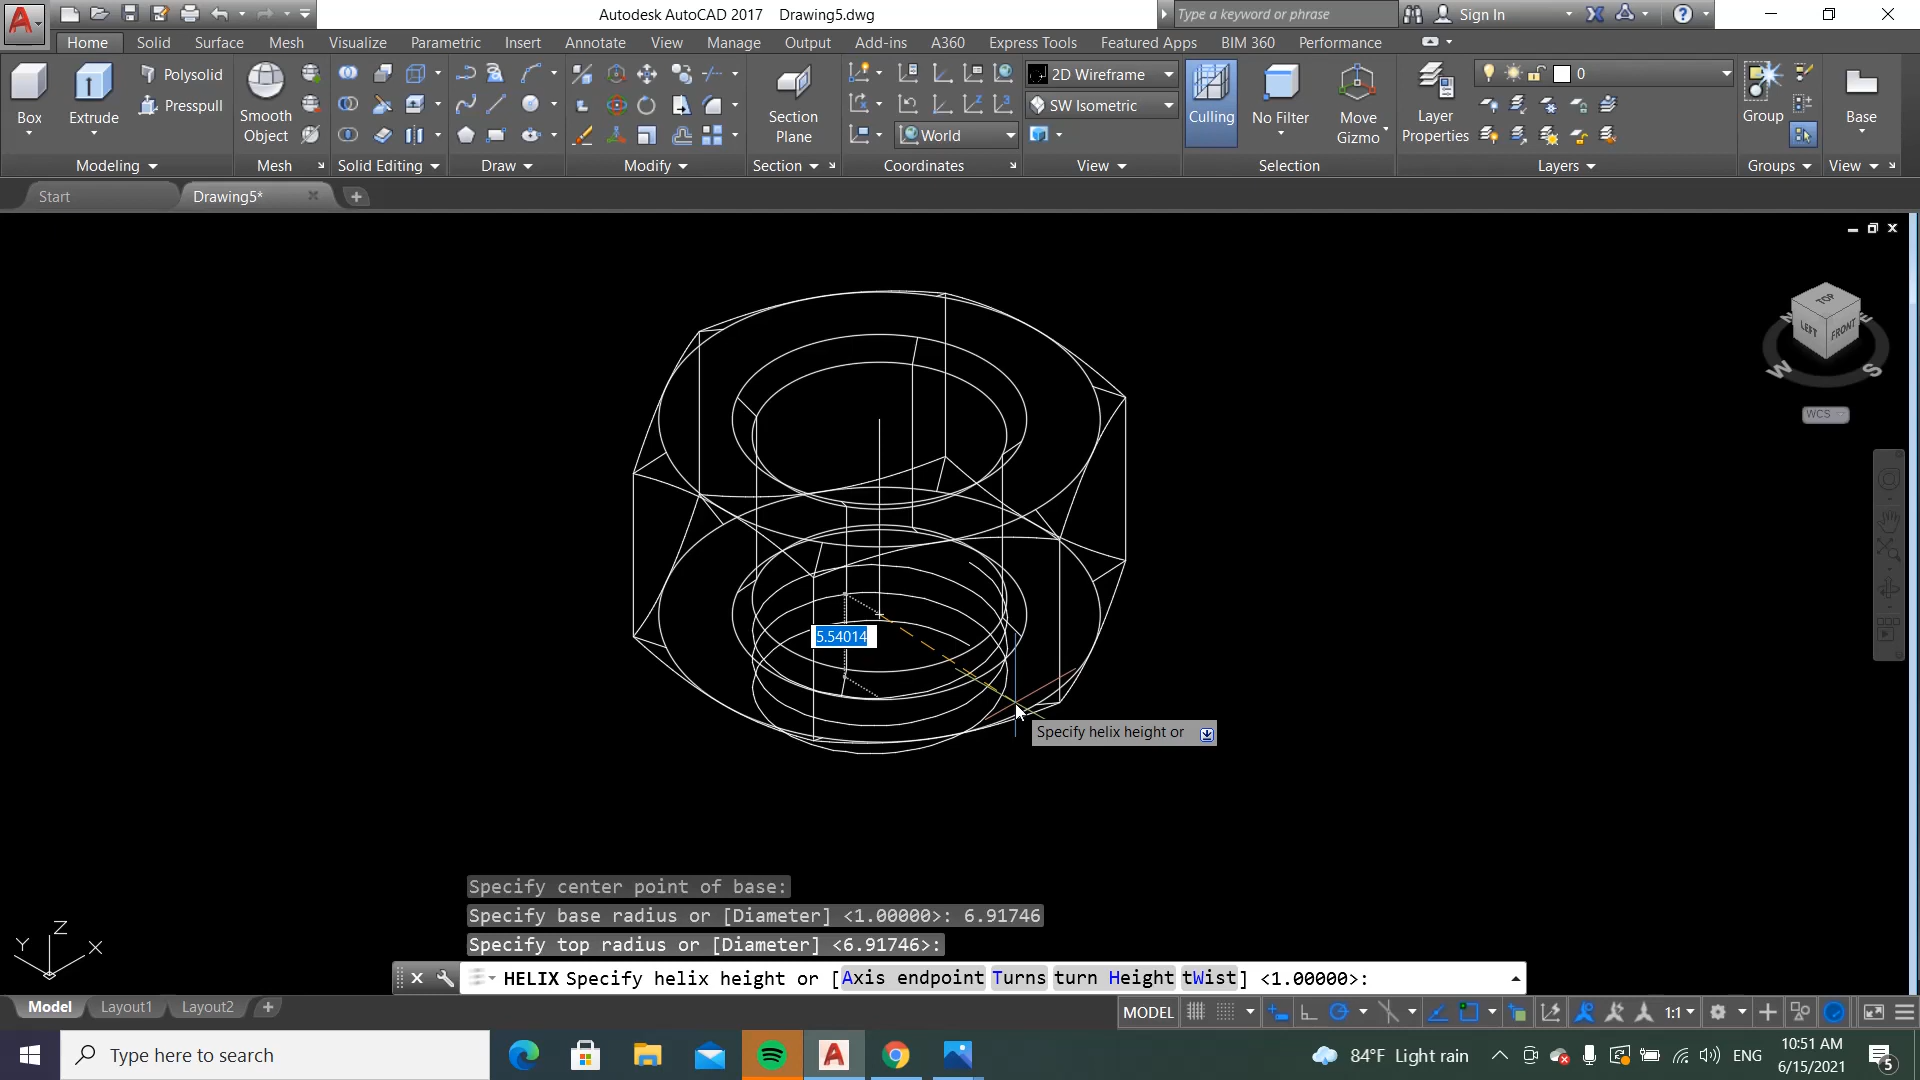 Autodesk AutoCAD 2017 Drawing5.dwg
Type a keyword or phrase
Sign In
Home Solid Surface Mesh Visualize Parametric Insert Annotate View Manage Output Add-ins A360 Express Tools Featured Apps BIM 360 Performance
Box
Extrude
Polysolid
Presspull
Modeling
Smooth
Object
Mesh
Solid Editing
Draw
Modify
Section
Plane
Section
World
Coordinates
2D Wireframe
SW Isometric
View
Culling
No Filter
Move
Gizmo
Selection
Layer
Properties
0
Layers
Group
Groups
Base
View
Start
Drawing5*
TOP
LEFT
FRONT
N
E
W
S
WCS
5.54014
Specify helix height or
Specify center point of base:
Specify base radius or [Diameter] <1.00000>: 6.91746
Specify top radius or [Diameter] <6.91746>:
HELIX Specify helix height or [Axis endpoint Turns turn Height tWist] <1.00000>:
Z
Y
X
Model Layout1 Layout2
MODEL
1:1
Type here to search
84°F Light rain
ENG
10:51 AM
6/15/2021
5